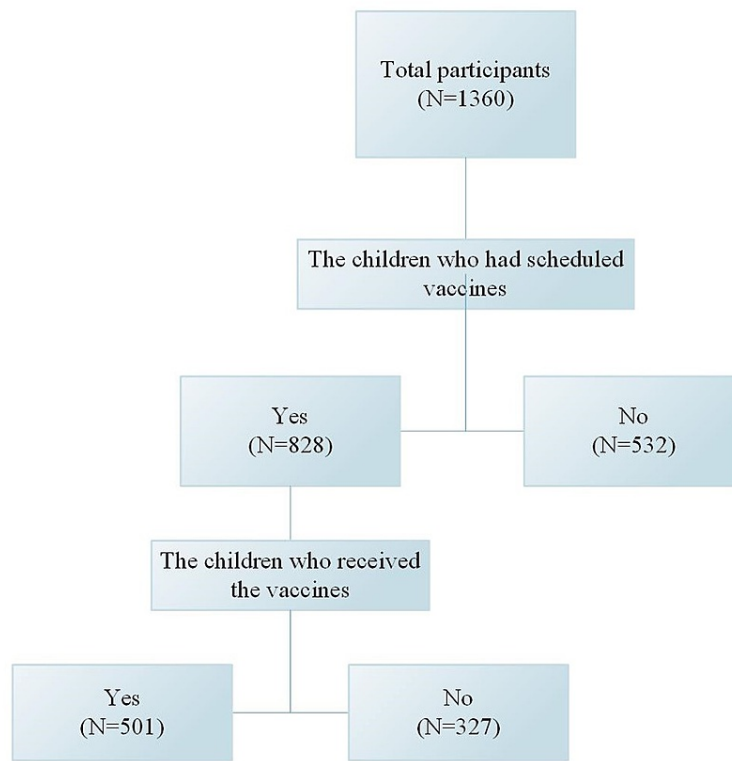 Total participants
(N=1360)
The children who had scheduled
vaccines
Yes
(N=828)
No
(N=532)
The children who received
the vaccines
Yes
(N=501)
No
(N=327)